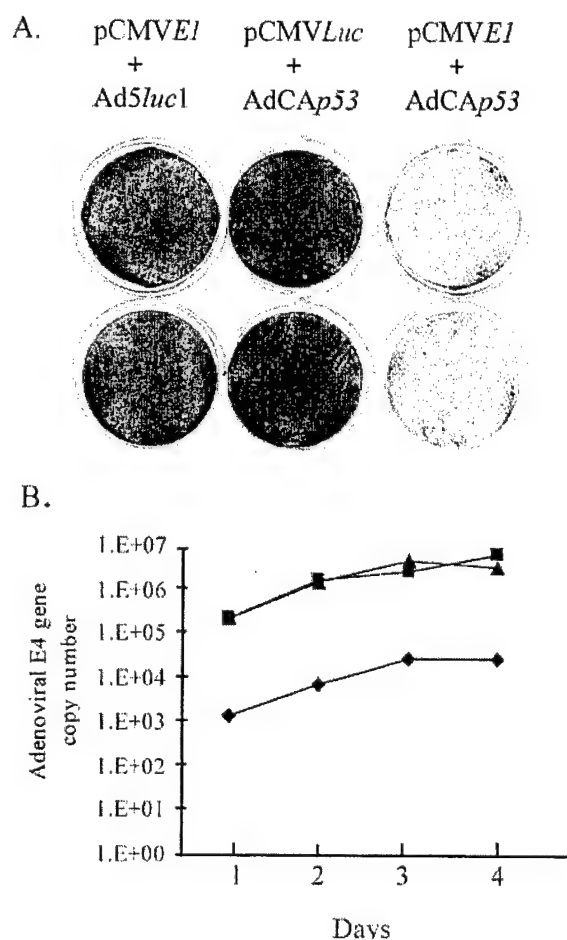 A.
pCMVE1 pCMVLuc pCMVE1
+ + +
Ad5luc1 AdCAp53 AdCAp53
B.
Adenoviral E4 gene
copy number
1.E+07
1.E+06
1.E+05
1.E+04
1.E+03
1.E+02
1.E+01
1.E+00
1 2 3 4
Days